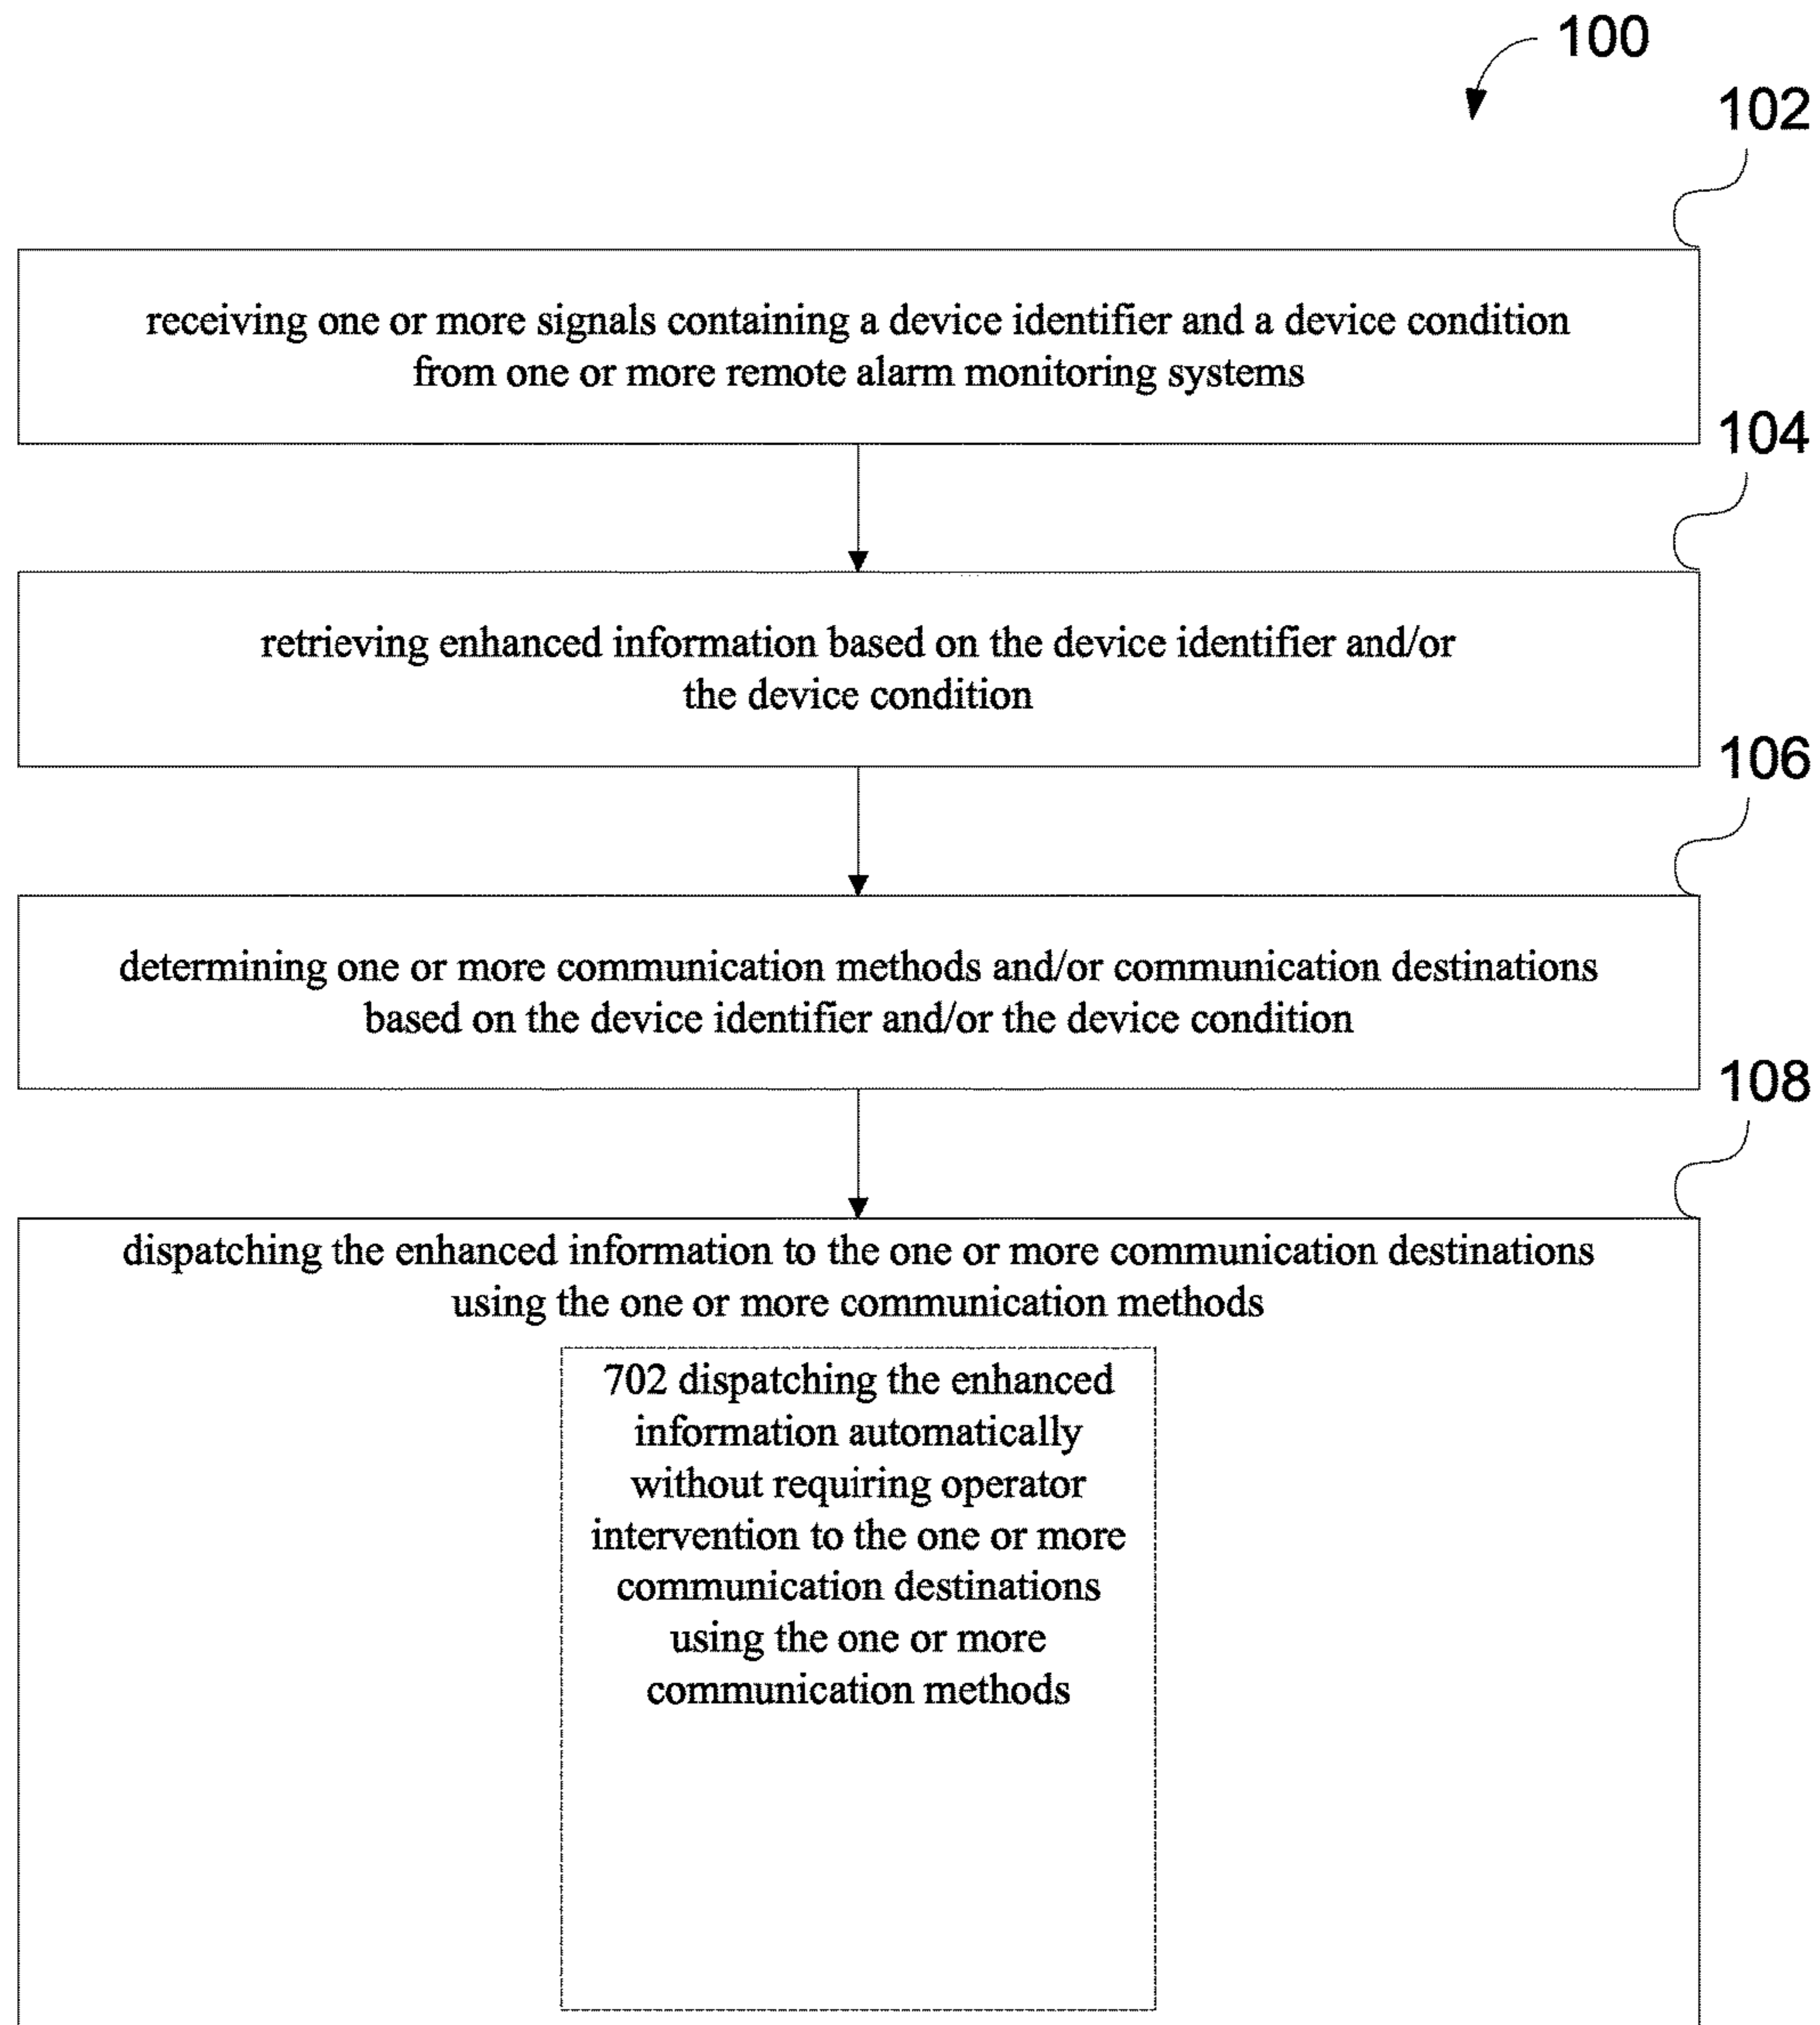 100
102
receiving one or more signals containing a device identifier and a device condition
from one or more remote alarm monitoring systems
104
retrieving enhanced information based on the device identifier and/or
the device condition
106
determining one or more communication methods and/or communication destinations
based on the device identifier and/or the device condition
108
dispatching the enhanced information to the one or more communication destinations
using the one or more communication methods
702 dispatching the enhanced
information automatically
without requiring operator
intervention to the one or more
communication destinations
using the one or more
communication methods